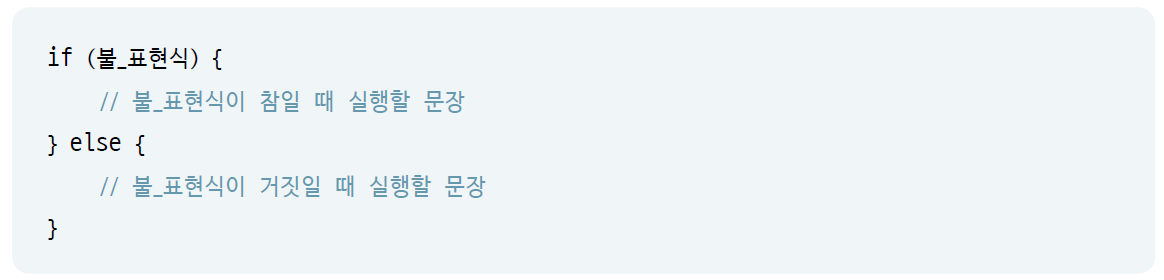 if (불_표현식) {
// 불_표현식이 참일 때 실행할 문장
} else {
// 불_표현식이 거짓일 때 실행할 문장
}